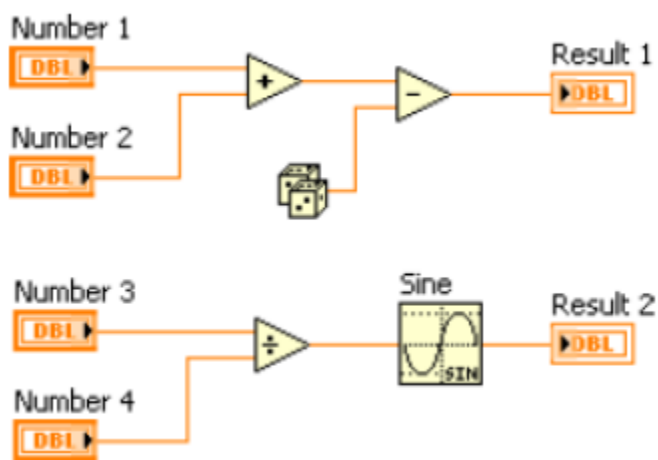 Number 1
DBL
+
-
Result 1
DBL
Number 2
DBL
Number 3
DBL
÷
Sine
SIN
Result 2
DBL
Number 4
DBL